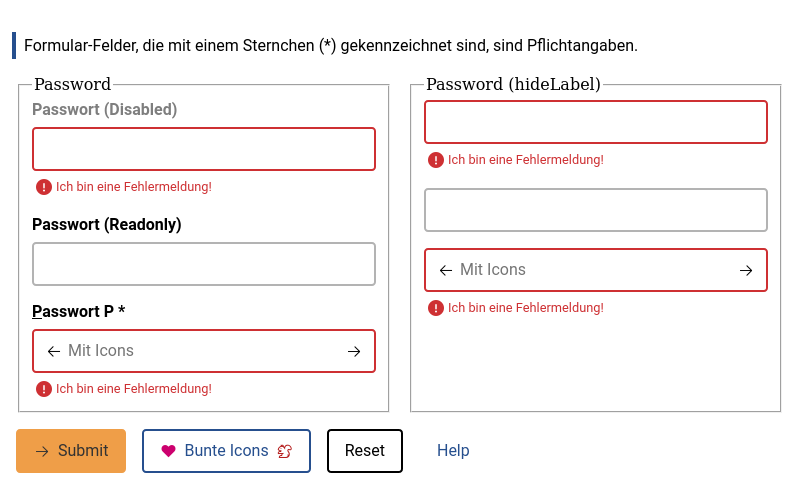 Formular-Felder, die mit einem Sternchen (*) gekennzeichnet sind, sind Pflichtangaben.
Password
Passwort (Disabled)
Ich bin eine Fehlermeldung!
Passwort (Readonly)
Passwort P *
Mit Icons
Ich bin eine Fehlermeldung!
Password (hideLabel)
Ich bin eine Fehlermeldung!
Mit Icons
Ich bin eine Fehlermeldung!
Submit
Bunte Icons
Reset
Help